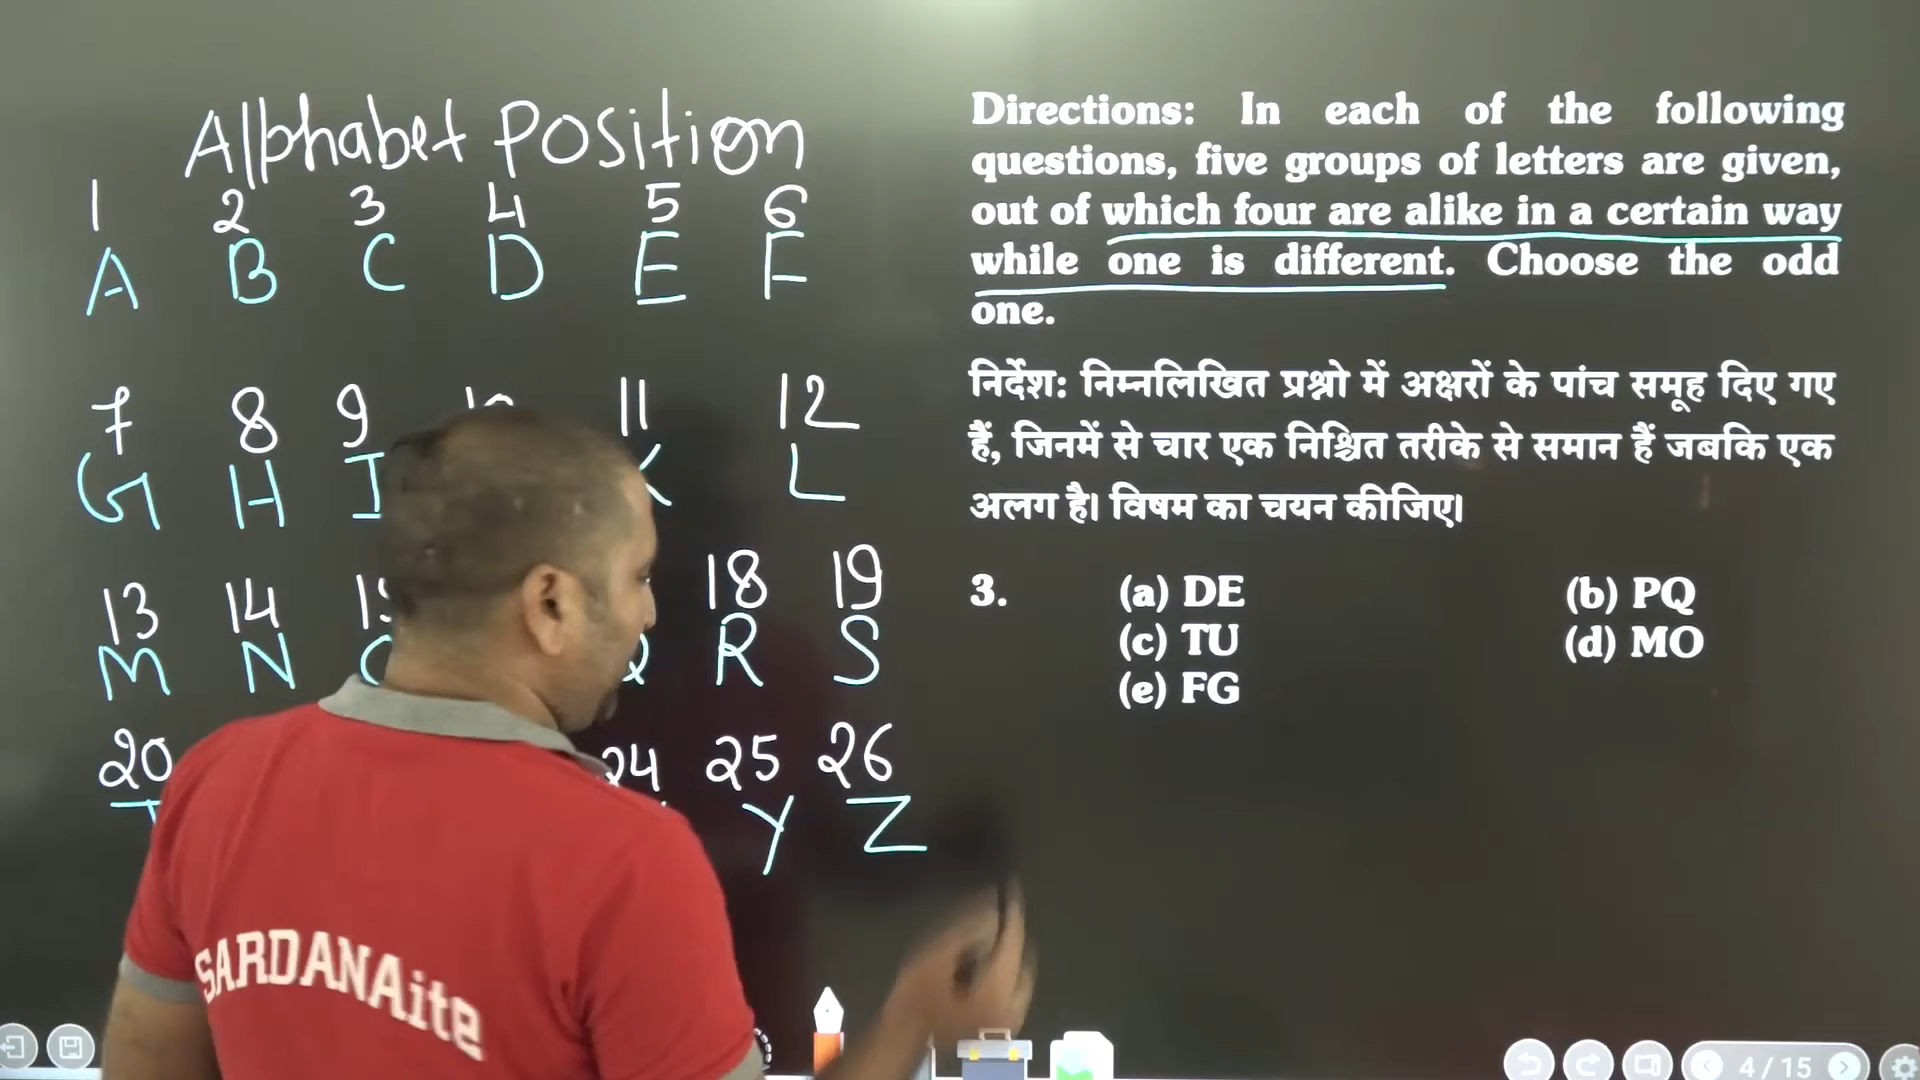 Alphabet Position
1 2 3 4 5 6
A B C D E F
7 8 9 11 12
G H I K L
13 14 18 19
M N Q R S
20 24 25 26
Y Z
SARDANAite
Directions: In each of the following
questions, five groups of letters are given,
out of which four are alike in a certain way
while one is different. Choose the odd
one.
निर्देश: निम्नलिखित प्रश्नो में अक्षरों के पांच समूह दिए गए
हैं, जिनमें से चार एक निश्चित तरीके से समान हैं जबकि एक
अलग है। विषम का चयन कीजिए।
3. (a) DE (b) PQ
(c) TU (d) MO
(e) FG
4 / 15